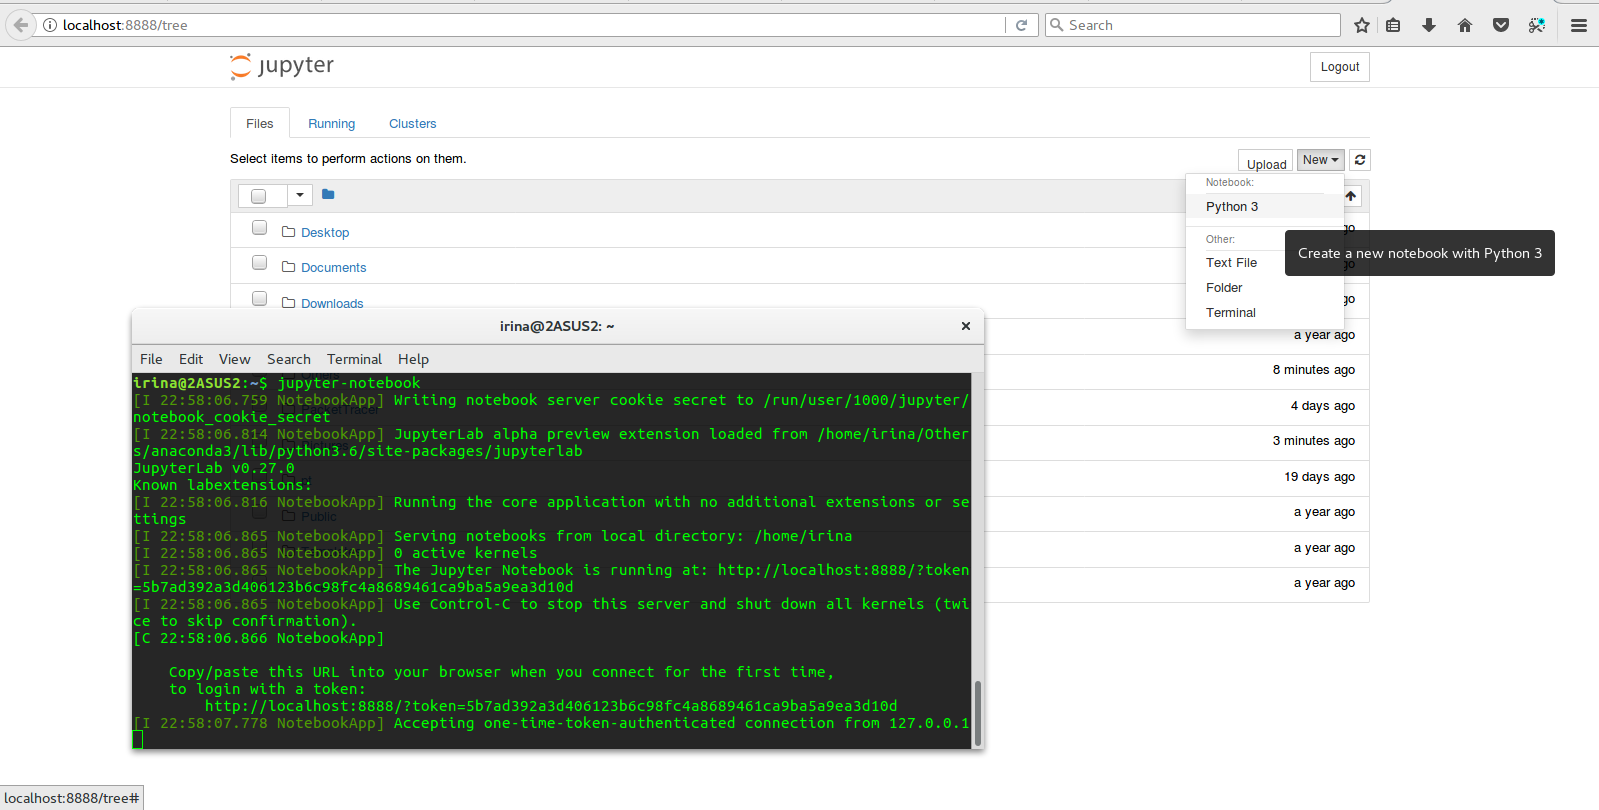 localhost:8888/tree
Search
jupyter
Logout
Files
Running
Clusters
Select items to perform actions on them.
Upload
New
Notebook:
Python 3
Other:
Text File
Folder
Terminal
Create a new notebook with Python 3
Desktop
Documents
Downloads
go
go
go
a year ago
8 minutes ago
4 days ago
3 minutes ago
19 days ago
a year ago
a year ago
a year ago
irina@2ASUS2: ~
File Edit View Search Terminal Help
irina@2ASUS2:~$ jupyter-notebook
[I 22:58:06.759 NotebookApp] Writing notebook server cookie secret to /run/user/1000/jupyter/
notebook_cookie_secret
[I 22:58:06.814 NotebookApp] JupyterLab alpha preview extension loaded from /home/irina/Other
s/anaconda3/lib/python3.6/site-packages/jupyterlab
JupyterLab v0.27.0
Known labextensions:
[I 22:58:06.816 NotebookApp] Running the core application with no additional extensions or se
ttings
Public
[I 22:58:06.865 NotebookApp] Serving notebooks from local directory: /home/irina
[I 22:58:06.865 NotebookApp] 0 active kernels
[I 22:58:06.865 NotebookApp] The Jupyter Notebook is running at: http://localhost:8888/?token
=5b7ad392a3d406123b6c98fc4a8689461ca9ba5a9ea3d10d
[I 22:58:06.865 NotebookApp] Use Control-C to stop this server and shut down all kernels (twi
ce to skip confirmation).
[C 22:58:06.866 NotebookApp]
Copy/paste this URL into your browser when you connect for the first time,
to login with a token:
http://localhost:8888/?token=5b7ad392a3d406123b6c98fc4a8689461ca9ba5a9ea3d10d
[I 22:58:07.778 NotebookApp] Accepting one-time-token-authenticated connection from 127.0.0.1
localhost:8888/tree#